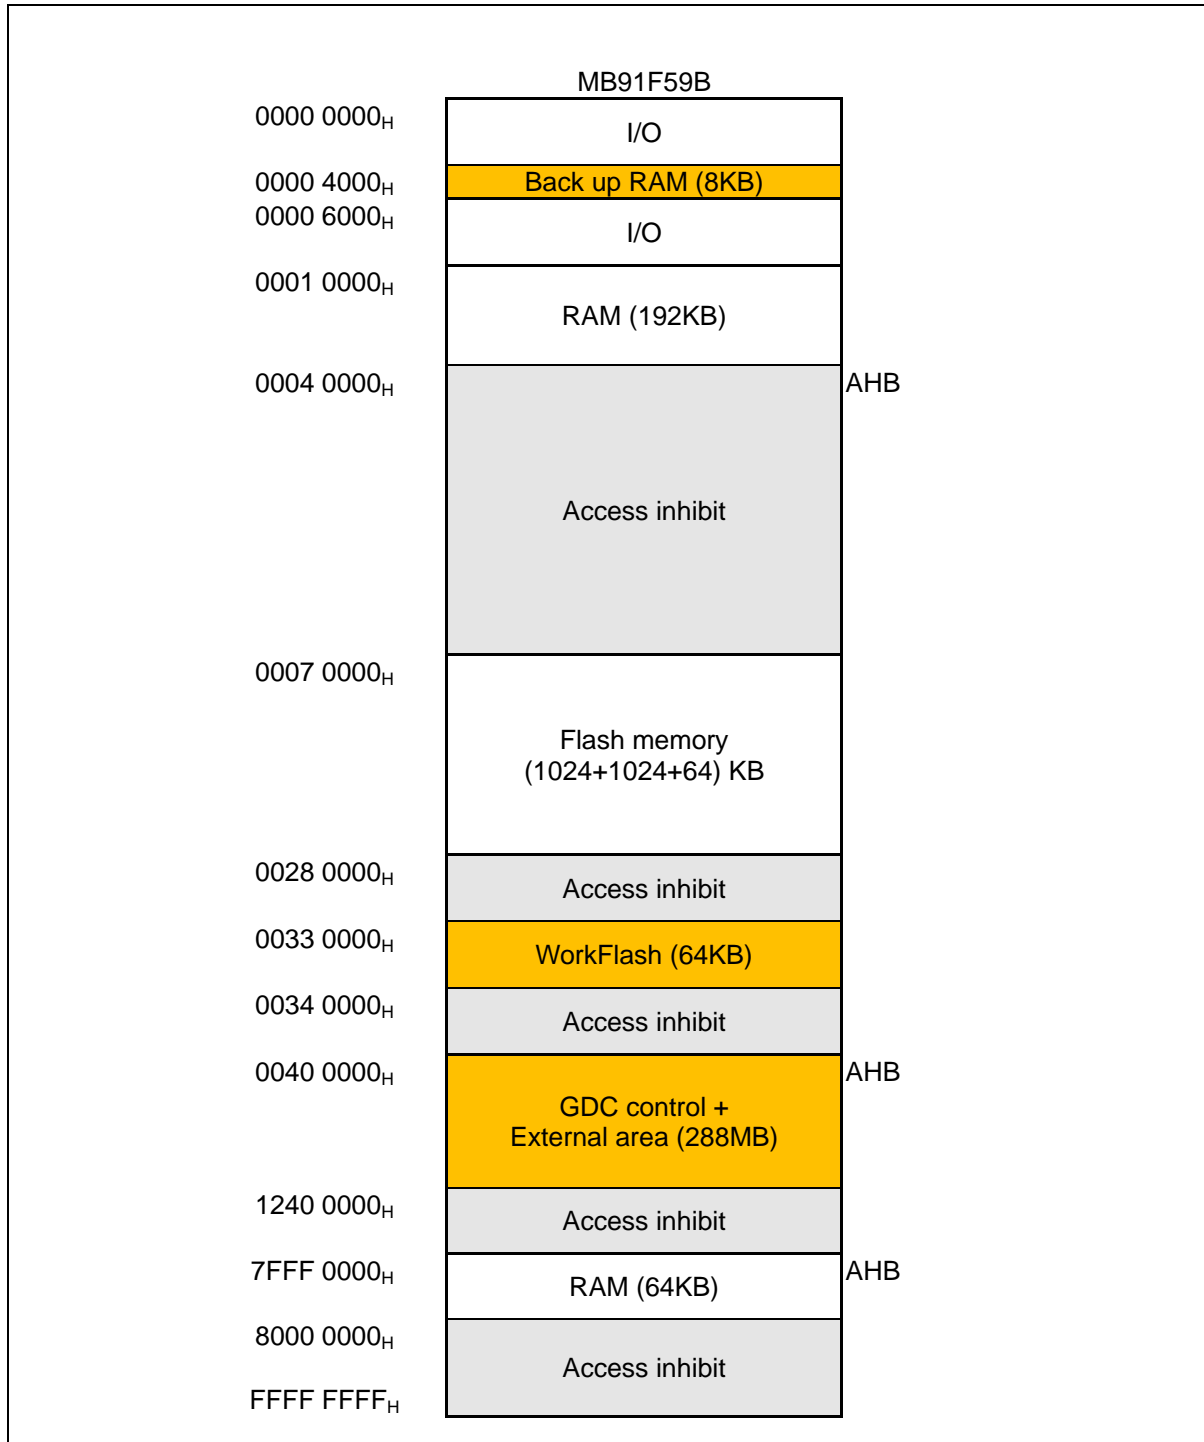 MB91F59B
0000 0000H
I/O
0000 4000H
Back up RAM (8KB)
0000 6000H
I/O
0001 0000H
RAM (192KB)
0004 0000H
AHB
Access inhibit
0007 0000H
Flash memory
(1024+1024+64) KB
0028 0000H
Access inhibit
0033 0000H
WorkFlash (64KB)
0034 0000H
Access inhibit
0040 0000H
AHB
GDC control +
External area (288MB)
1240 0000H
Access inhibit
7FFF 0000H
AHB
RAM (64KB)
8000 0000H
Access inhibit
FFFF FFFFH